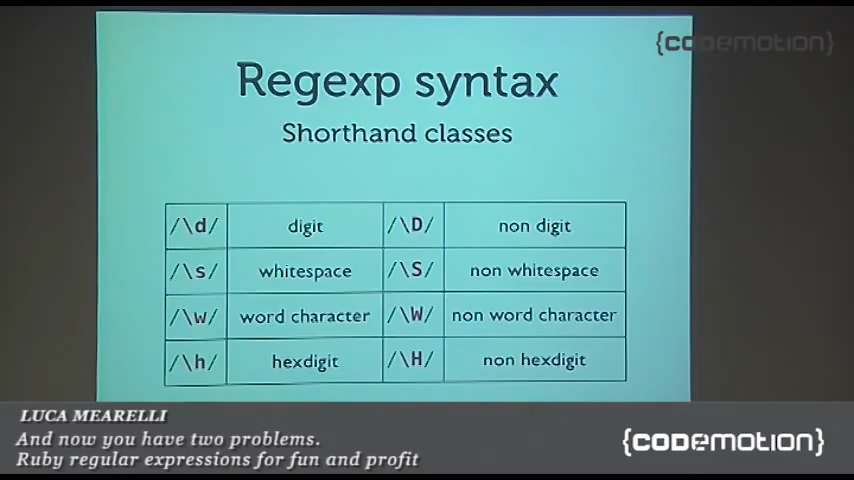 {codemotion}
Regexp syntax
Shorthand classes
/\d/ digit /\D/ non digit
/\s/ whitespace /\S/ non whitespace
/\w/ word character /\W/ non word character
/\h/ hexdigit /\H/ non hexdigit
LUCA MEARELLI
And now you have two problems.
Ruby regular expressions for fun and profit
{CODemotion}